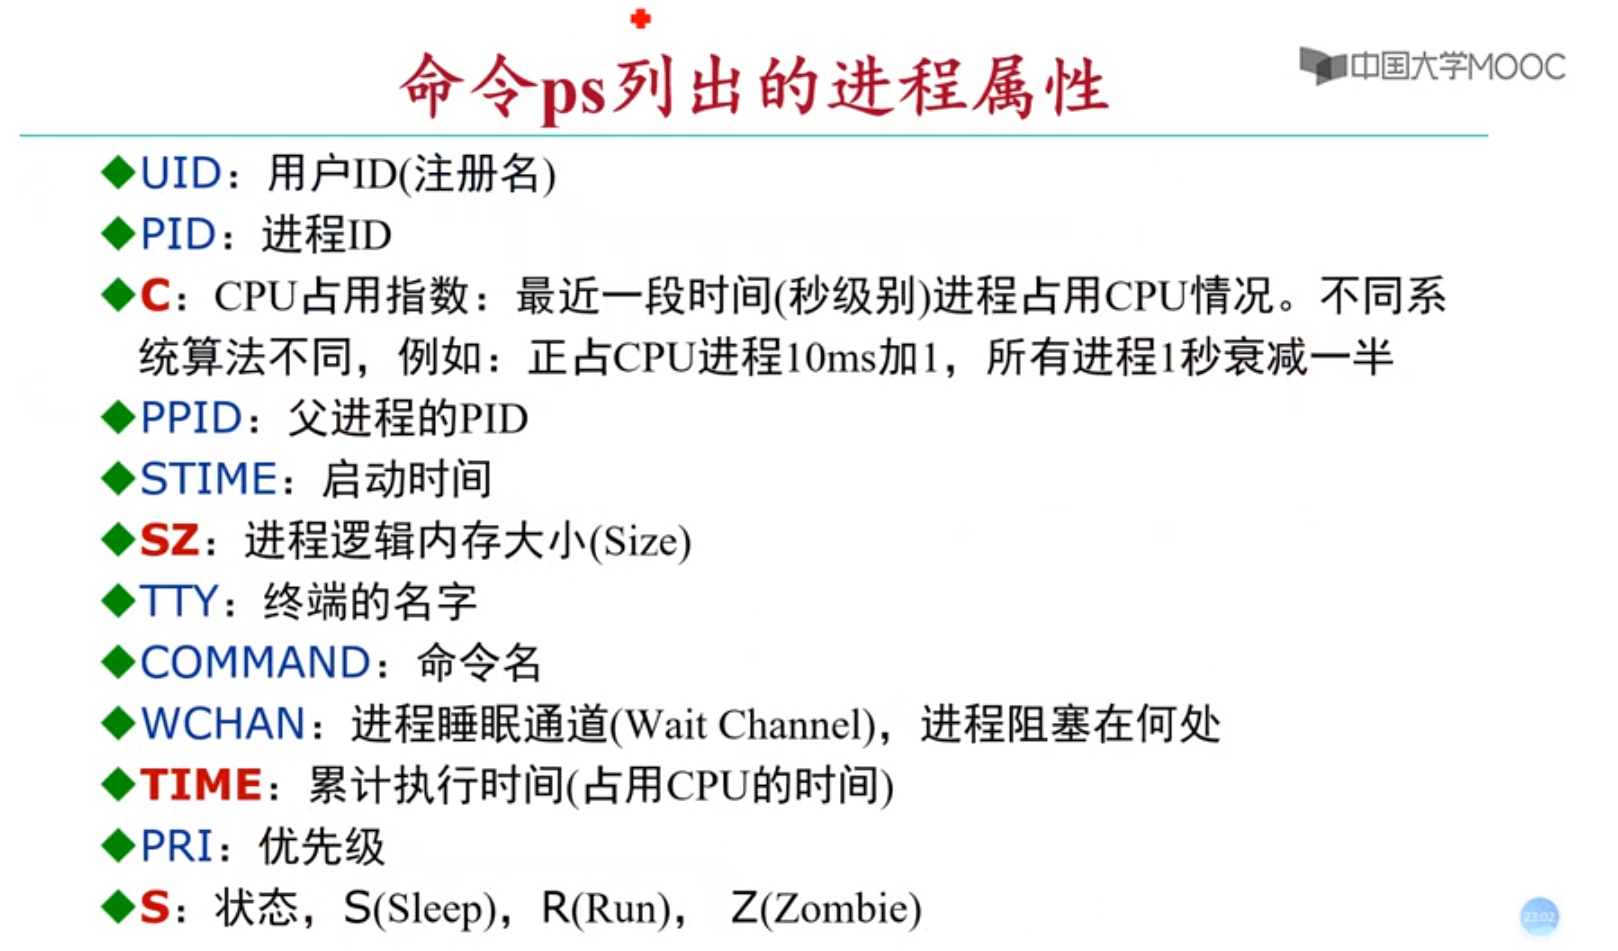 命令ps列出的进程属性
中国大学MOOC
◆UID：用户ID(注册名)
◆PID：进程ID
◆C：CPU占用指数：最近一段时间(秒级别)进程占用CPU情况。不同系
统算法不同，例如：正占CPU进程10ms加1，所有进程1秒衰减一半
◆PPID：父进程的PID
◆STIME：启动时间
◆SZ：进程逻辑内存大小(Size)
◆TTY：终端的名字
◆COMMAND：命令名
◆WCHAN：进程睡眠通道(Wait Channel)，进程阻塞在何处
◆TIME：累计执行时间(占用CPU的时间)
◆PRI：优先级
◆S：状态，S(Sleep)，R(Run)， Z(Zombie)
23:02